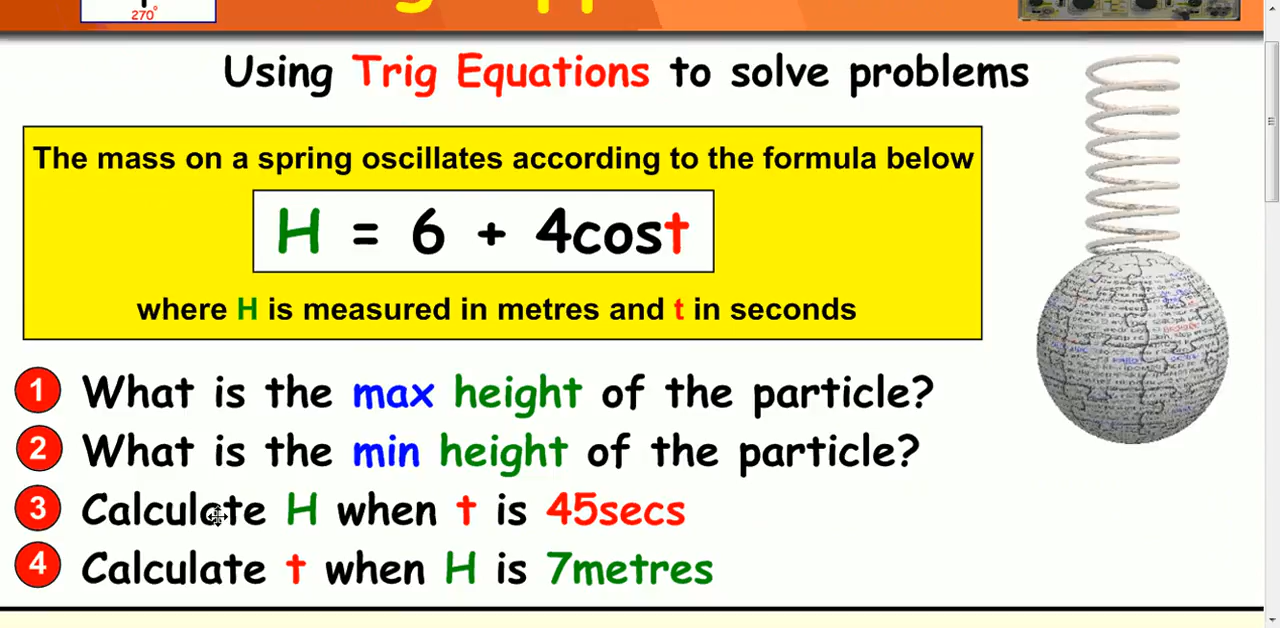 270°
Using Trig Equations to solve problems
The mass on a spring oscillates according to the formula below
H = 6 + 4cost
where H is measured in metres and t in seconds
1 What is the max height of the particle?
2 What is the min height of the particle?
3 Calculate H when t is 45secs
4 Calculate t when H is 7metres